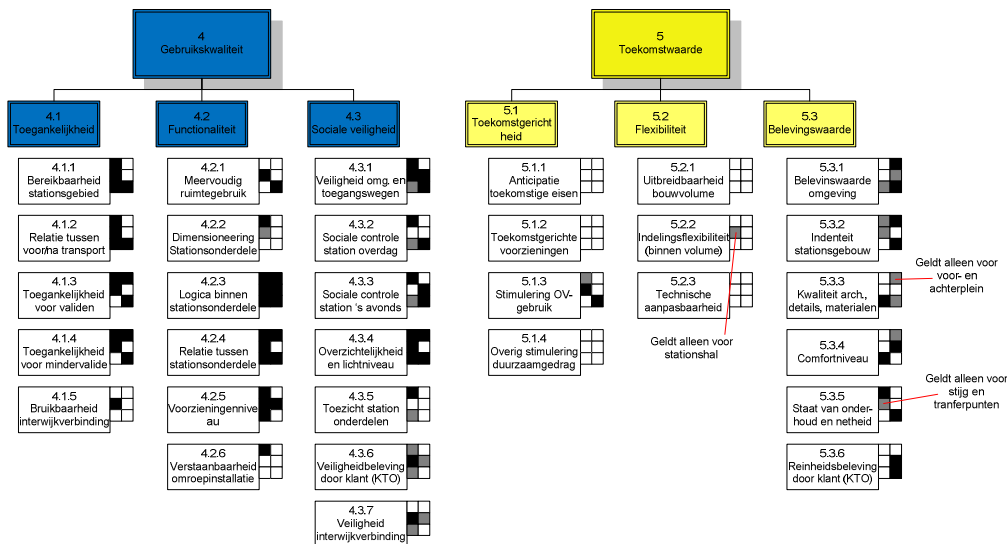 4
Gebruikskwaliteit
4.1
Toegankelijkheid
4.1.1
Bereikbaarheid
stationsgebied
4.1.2
Relatie tussen
voor/na transport
4.1.3
Toegankelijkheid
voor validen
4.1.4
Toegankelijkheid
voor mindervalide
4.1.5
Bruikbaarheid
interwijkverbinding
4.2
Functionaliteit
4.2.1
Meervoudig
ruimtegebruik
4.2.2
Dimensioneering
Stationsonderdele
4.2.3
Logica binnen
stationsonderdele
4.2.4
Relatie tussen
stationsonderdele
4.2.5
Voorzieningennive
au
4.2.6
Verstaanbaarheid
omroepinstallatie
4.3
Sociale veiligheid
4.3.1
Veiligheid omg. en
toegangswegen
4.3.2
Sociale controle
station overdag
4.3.3
Sociale controle
station 's avonds
4.3.4
Overzichtelijkheid
en lichtniveau
4.3.5
Toezicht station
onderdelen
4.3.6
Veiligheidbeleving
door klant (KTO)
4.3.7
Veiligheid
interwijkverbinding
5
Toekomstwaarde
5.1
Toekomstgericht
heid
5.1.1
Anticipatie
toekomstige eisen
5.1.2
Toekomstgerichte
voorzieningen
5.1.3
Stimulering OV-
gebruik
5.1.4
Overig stimulering
duurzaamgedrag
5.2
Flexibiliteit
5.2.1
Uitbreidbaarheid
bouwvolume
5.2.2
Indelingsflexibiliteit
(binnen volume)
5.2.3
Technische
aanpasbaarheid
Geldt alleen voor
stationshal
5.3
Belevingswaarde
5.3.1
Belevinswaarde
omgeving
5.3.2
Indenteit
stationsgebouw
5.3.3
Kwaliteit arch.,
details, materialen
5.3.4
Comfortniveau
5.3.5
Staat van onder-
houd en netheid
5.3.6
Reinheidsbeleving
door klant (KTO)
Geldt alleen voor
voor- en
achterplein
Geldt alleen voor
stijg en
tranferpunten